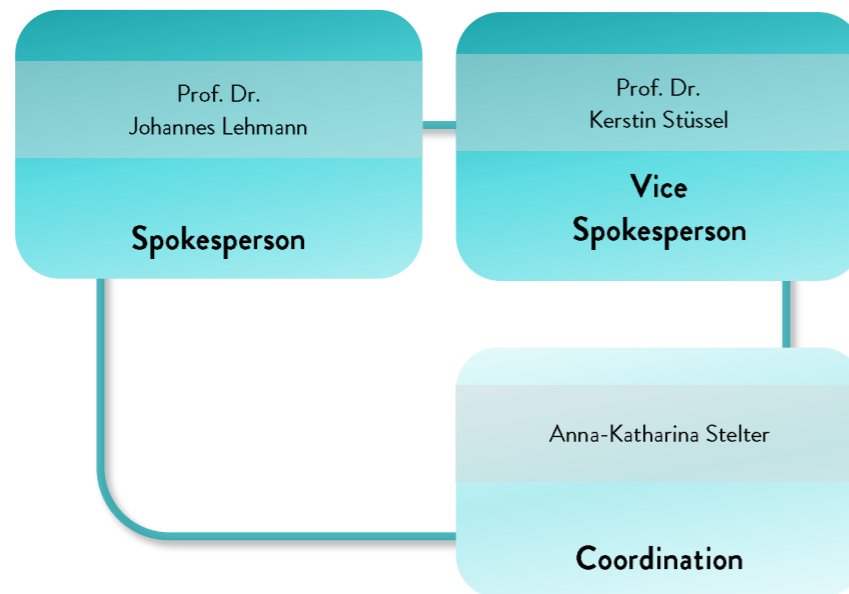 Prof. Dr.
Johannes Lehmann
Spokesperson
Prof. Dr.
Kerstin Stüssel
Vice
Spokesperson
Anna-Katharina Stelter
Coordination